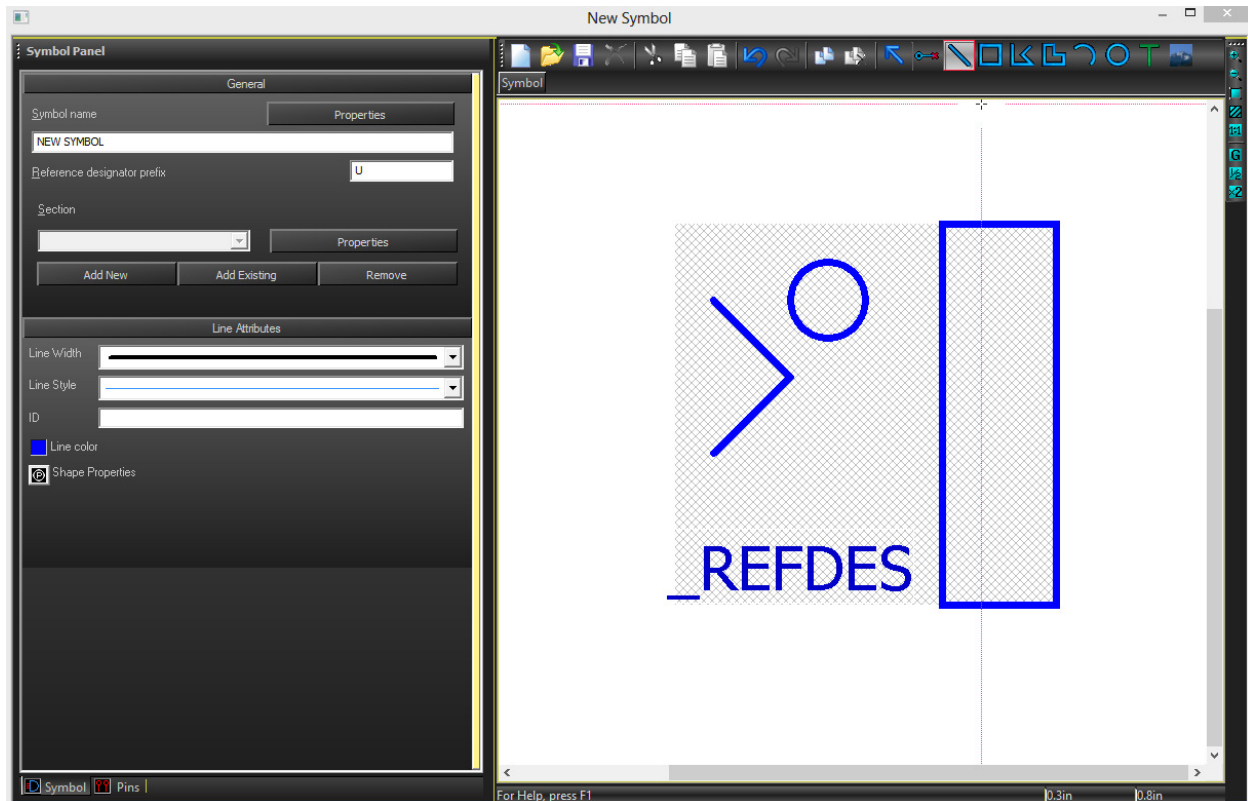 New Symbol
Symbol Panel
General
Symbol name
Properties
NEW SYMBOL
Reference designator prefix
U
Section
Properties
Add New
Add Existing
Remove
Line Attributes
Line Width
Line Style
ID
Line color
Shape Properties
Symbol
Pins
Symbol
_REFDES
For Help, press F1
0.3in
0.8in